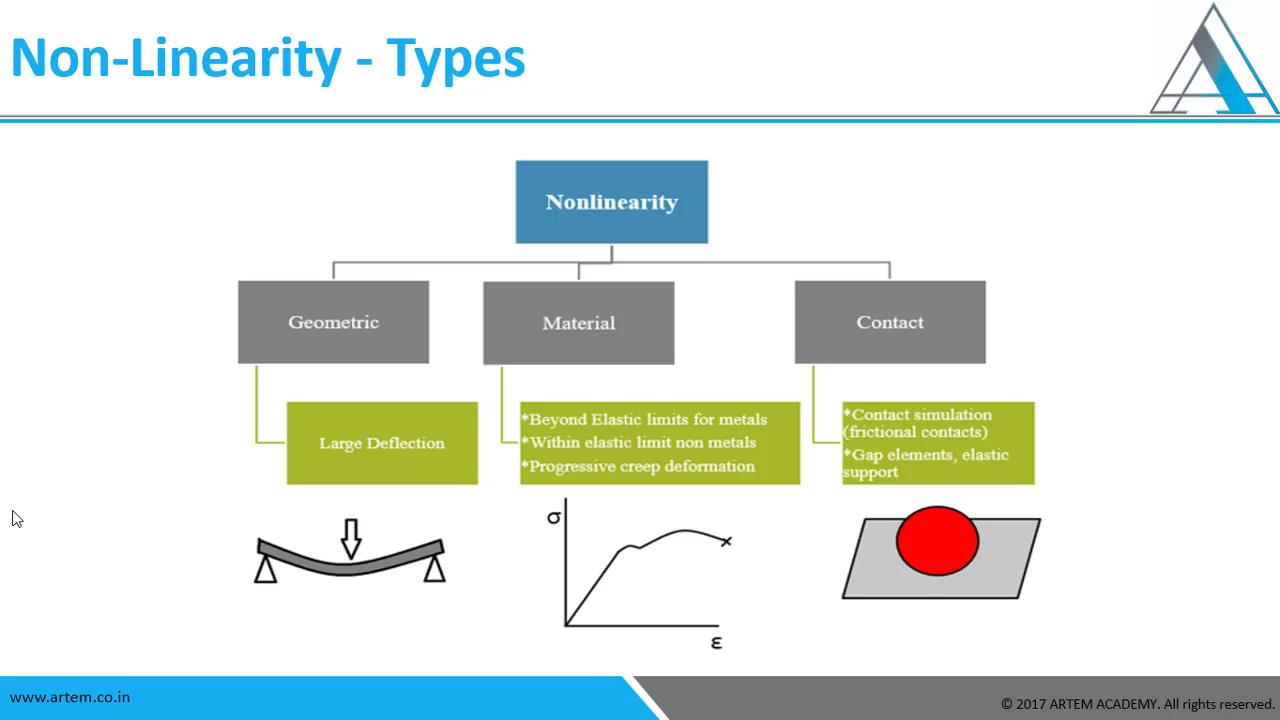 Non-Linearity - Types
Nonlinearity
Geometric
Material
Contact
Large Deflection
*Beyond Elastic limits for metals
*Within elastic limit non metals
*Progressive creep deformation
*Contact simulation
(frictional contacts)
*Gap elements, elastic
support
σ
ε
www.artem.co.in
© 2017 ARTEM ACADEMY. All rights reserved.